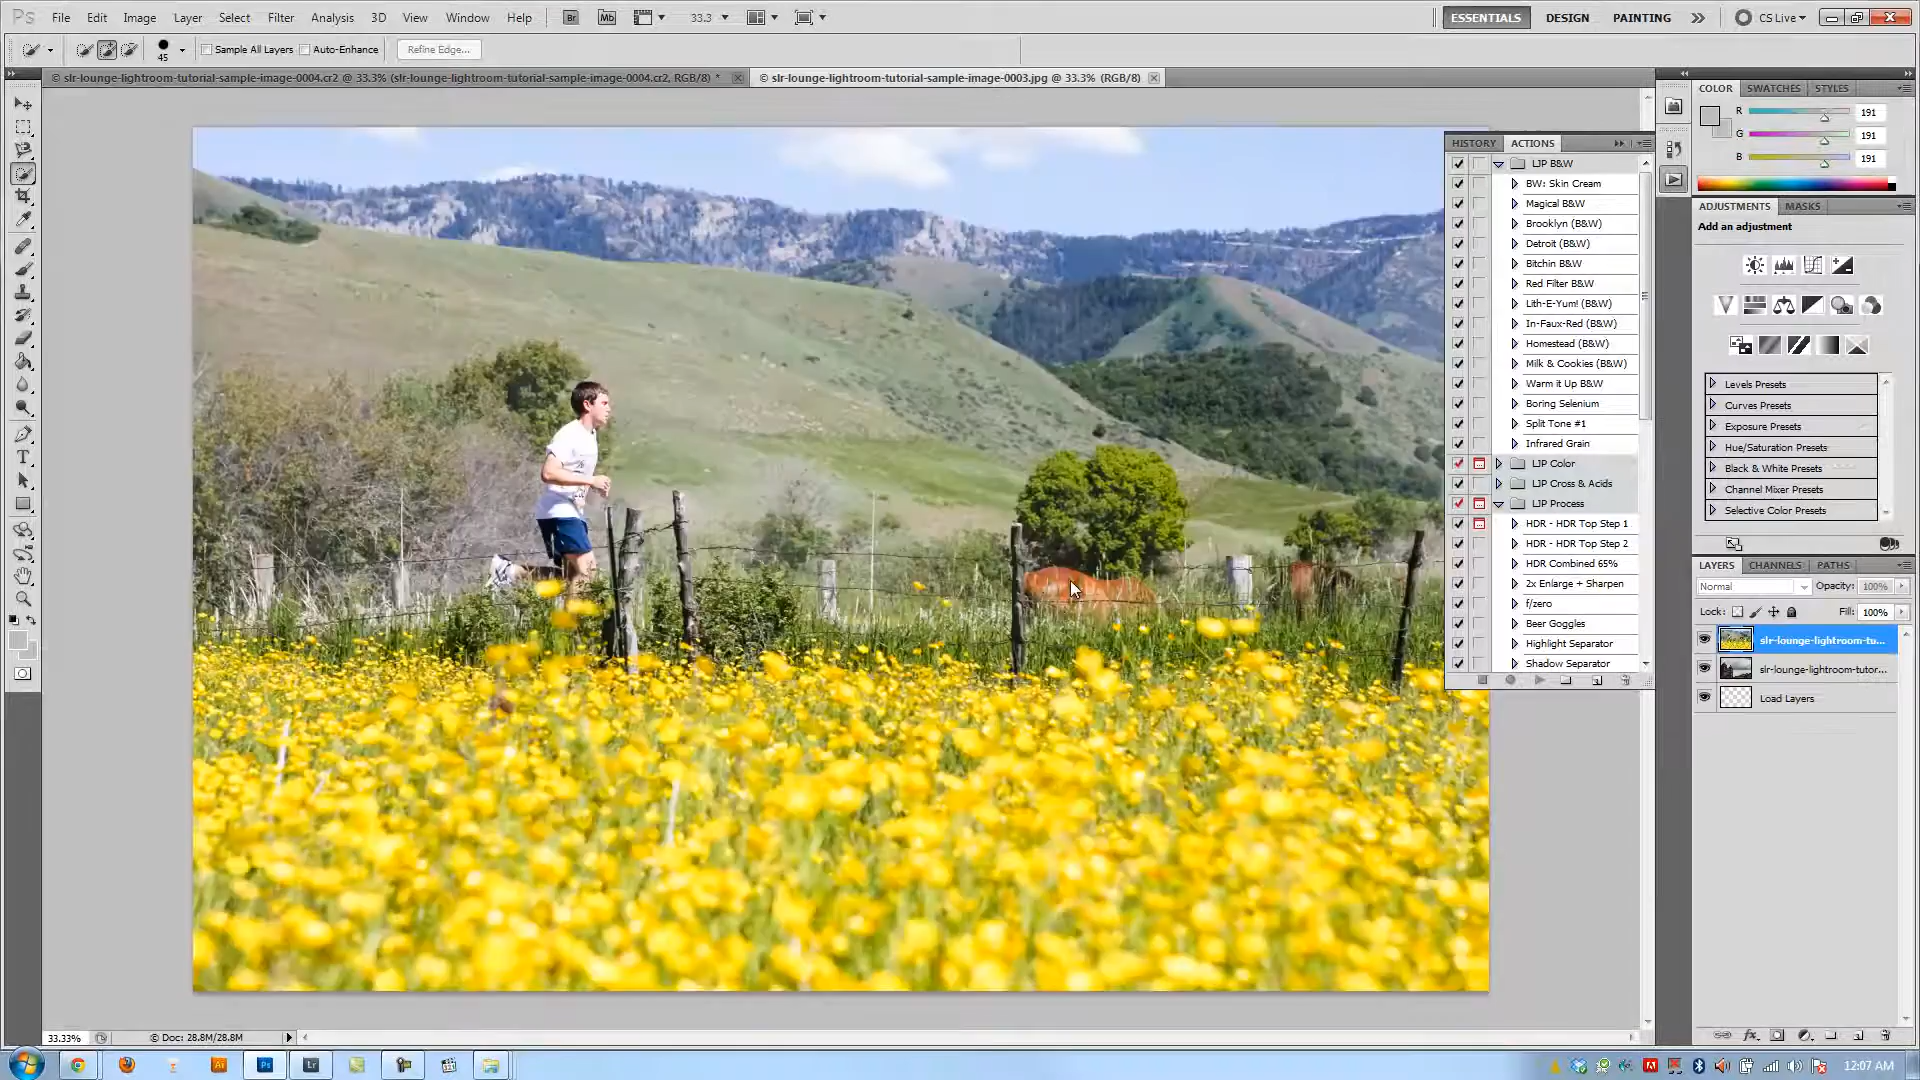 Ps File Edit Image Layer Select Filter Analysis 3D View Window Help Br Mb 33.3 ESSENTIALS DESIGN PAINTING CS Live
45 Sample All Layers Auto-Enhance Refine Edge...
© slr-lounge-lightroom-tutorial-sample-image-0004.cr2 @ 33.3% (slr-lounge-lightroom-tutorial-sample-image-0004.cr2, RGB/8) * © slr-lounge-lightroom-tutorial-sample-image-0003.jpg @ 33.3% (RGB/8)
HISTORY ACTIONS
LJP B&W
BW: Skin Cream
Magical B&W
Brooklyn (B&W)
Detroit (B&W)
Bitchin B&W
Red Filter B&W
Lith-E-Yum! (B&W)
In-Faux-Red (B&W)
Homestead (B&W)
Milk & Cookies (B&W)
Warm it Up B&W
Boring Selenium
Split Tone #1
Infrared Grain
LJP Color
LJP Cross & Acids
LJP Process
HDR - HDR Top Step 1
HDR - HDR Top Step 2
HDR Combined 65%
2x Enlarge + Sharpen
f/zero
Beer Goggles
Highlight Separator
Shadow Separator
COLOR SWATCHES STYLES
R 191
G 191
B 191
ADJUSTMENTS MASKS
Add an adjustment
Levels Presets
Curves Presets
Exposure Presets
Hue/Saturation Presets
Black & White Presets
Channel Mixer Presets
Selective Color Presets
LAYERS CHANNELS PATHS
Normal Opacity: 100%
Lock: Fill: 100%
slr-lounge-lightroom-tu...
slr-lounge-lightroom-tutor...
Load Layers
33.33% © Doc: 28.8M/28.8M
Ai Ps Lr 12:07 AM